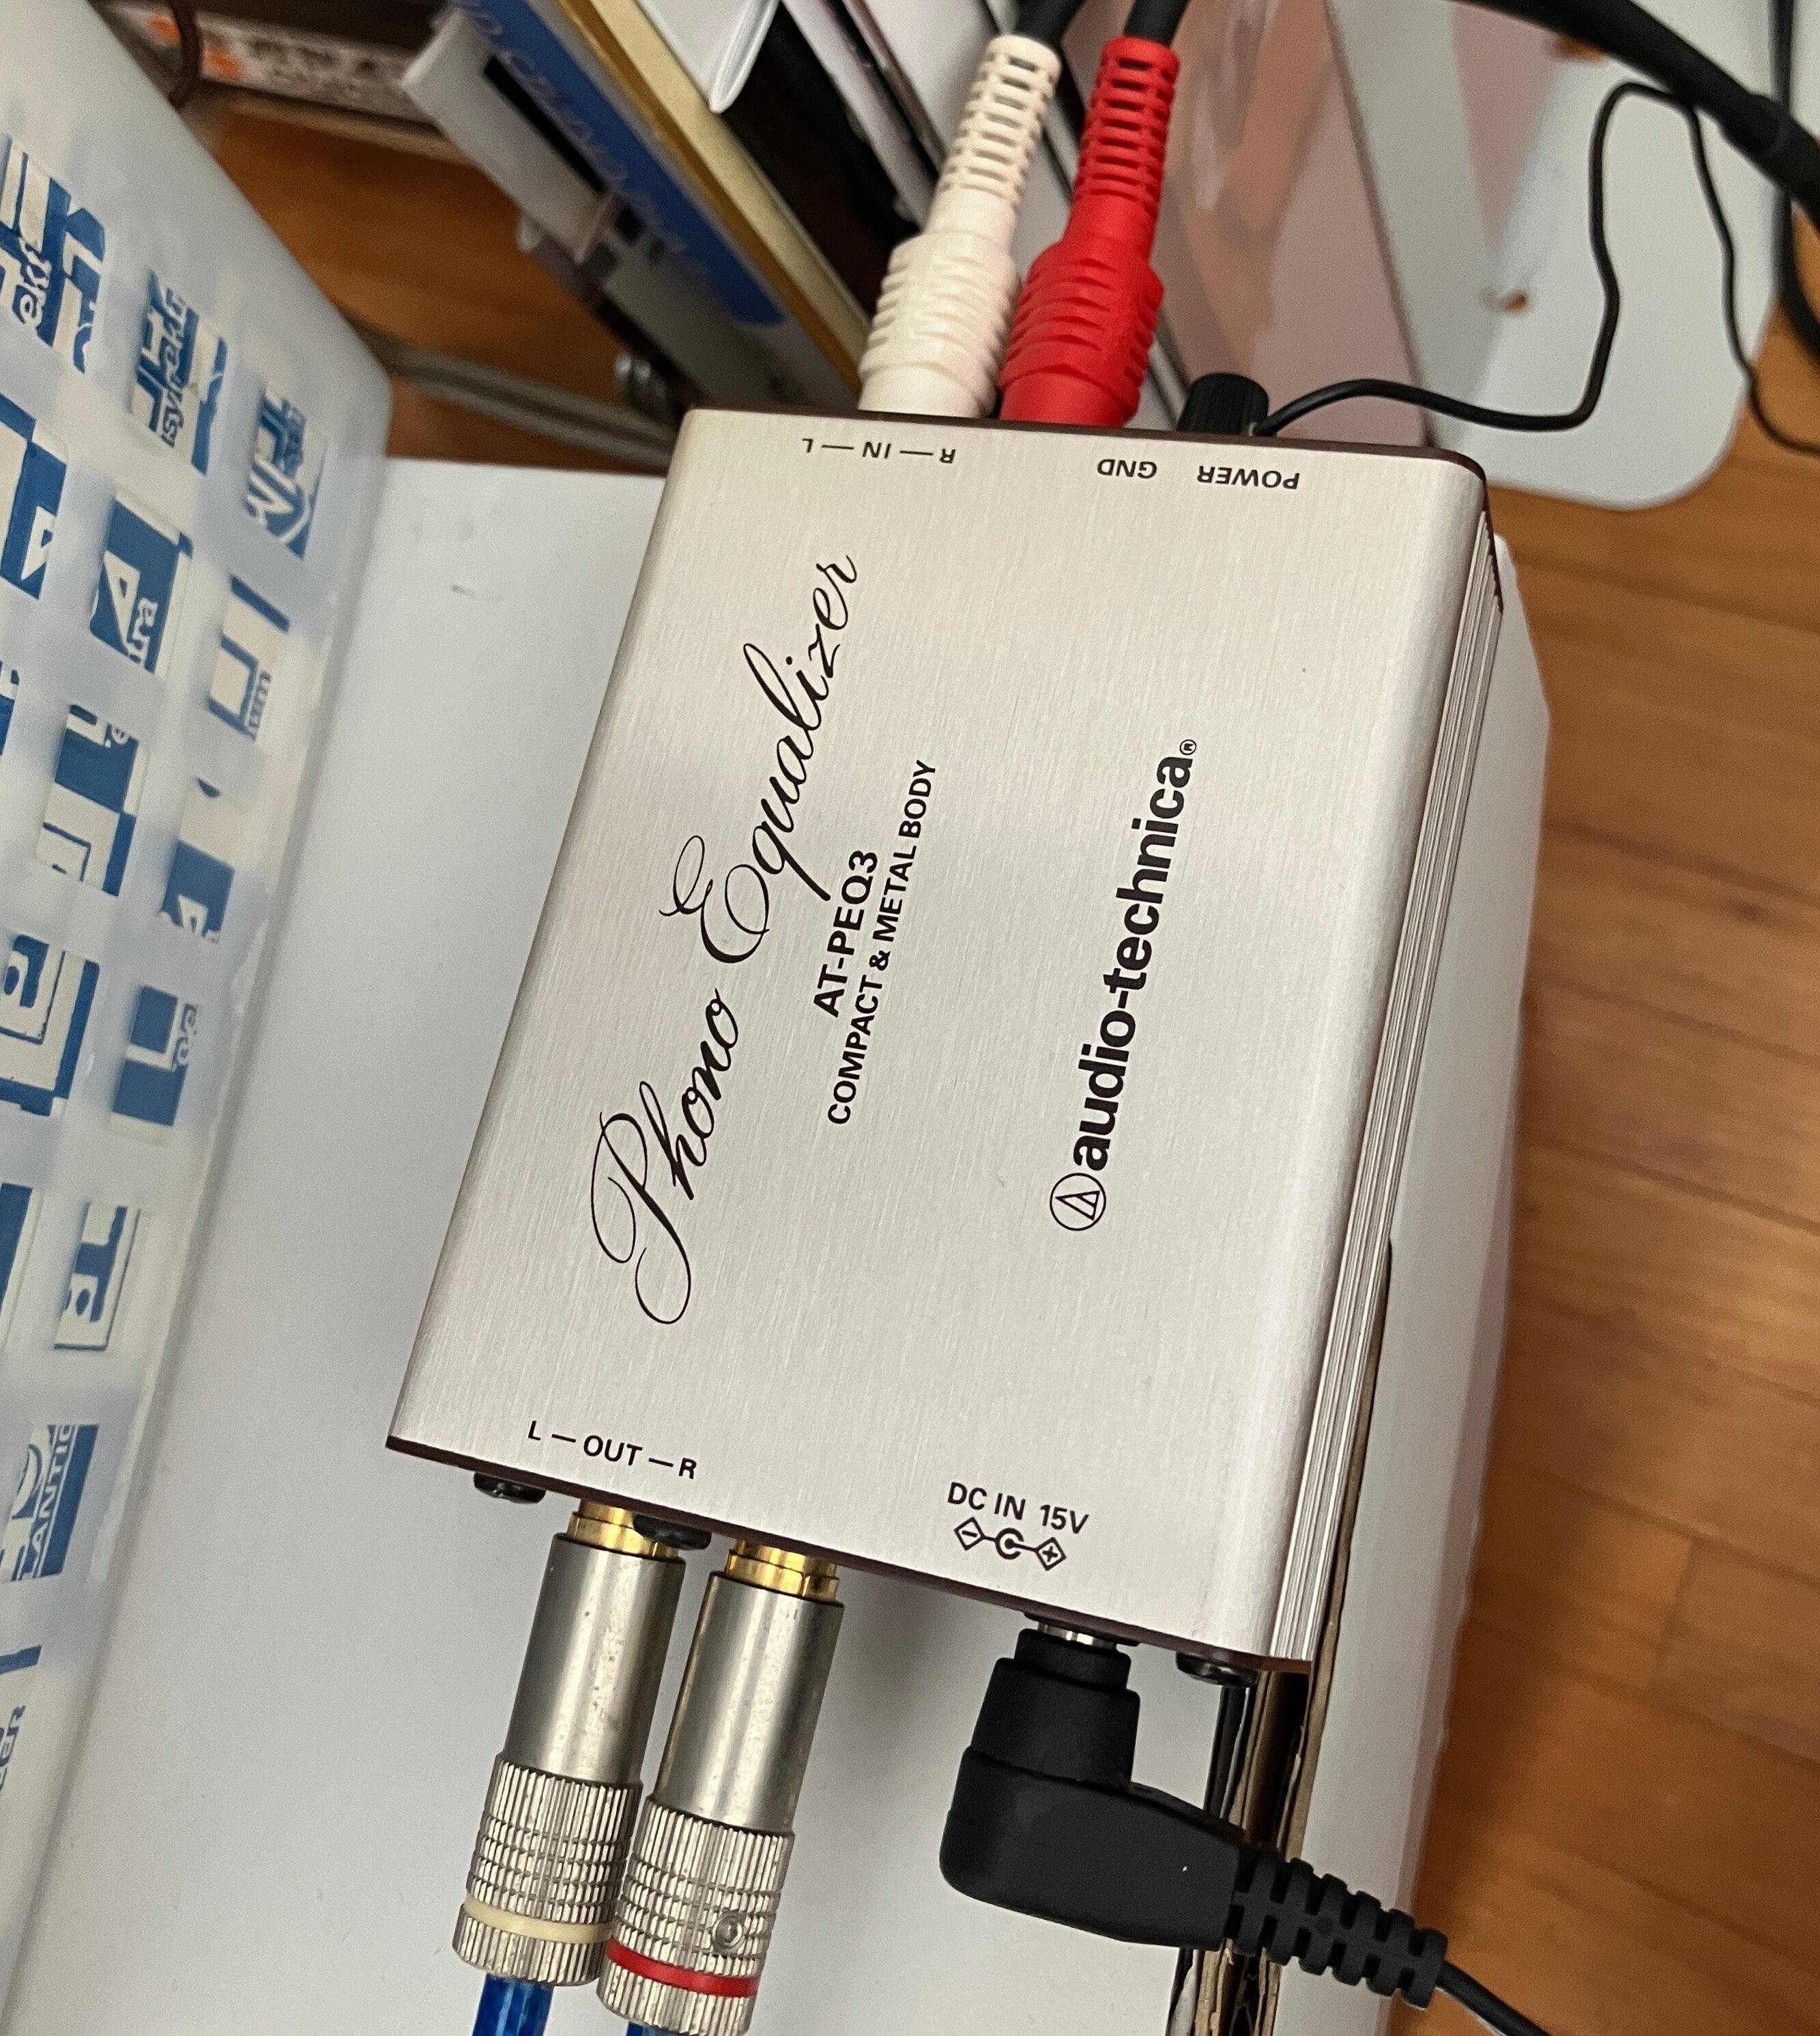 Phono Equalizer
AT-PEQ3
COMPACT & METAL BODY
audio-technica®
L — OUT — R
DC IN 15V
R — IN — L
GND
POWER